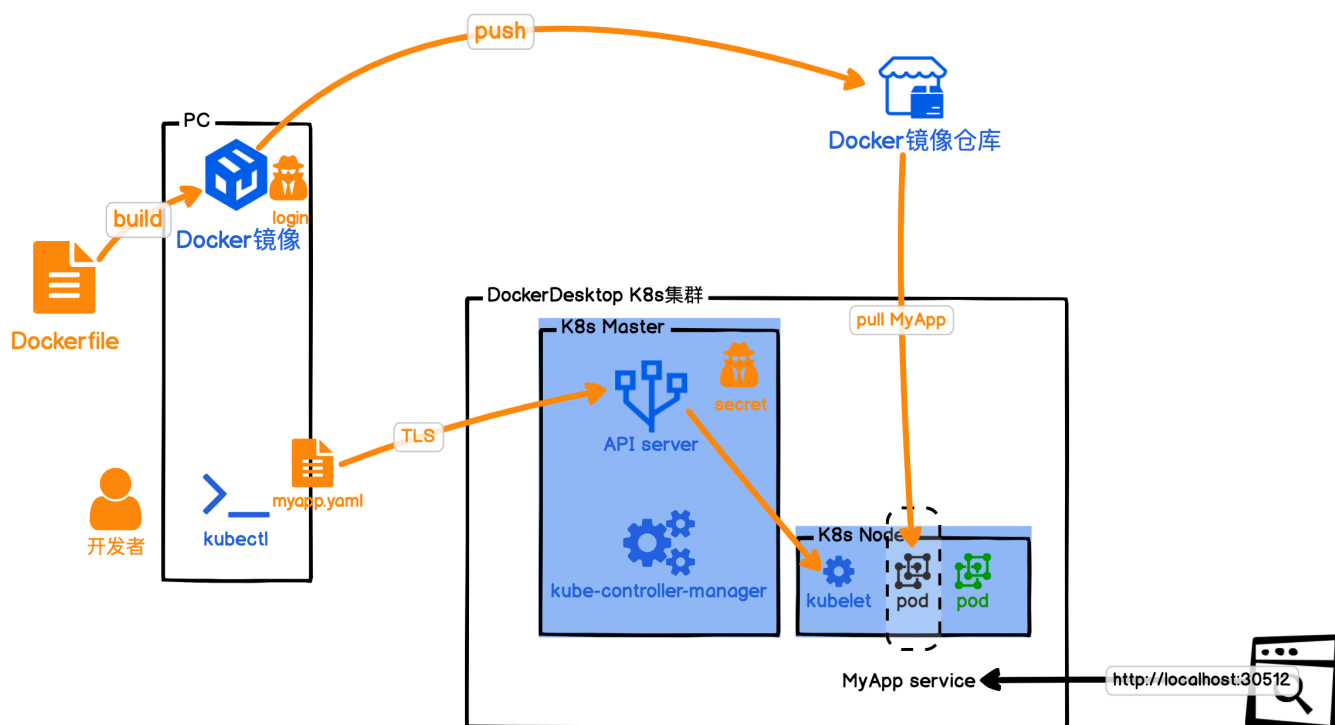 push
PC
Docker镜像仓库
build
login
Docker镜像
Dockerfile
DockerDesktop K8s集群
pull MyApp
K8s Master
secret
TLS
API server
myapp.yaml
kubectl
开发者
K8s Node
kube-controller-manager
kubelet
pod
pod
MyApp service
http://localhost:30512